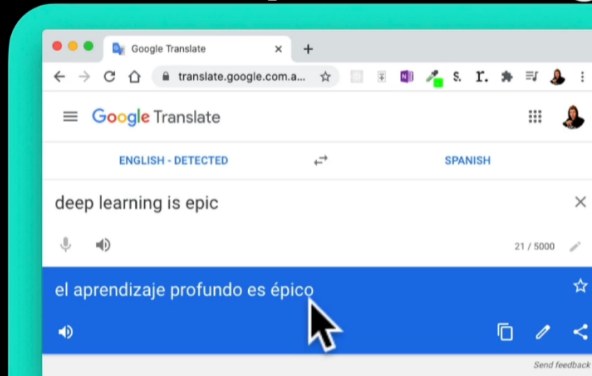 Google Translate
translate.google.com.a...
S. r.
Google Translate
ENGLISH - DETECTED SPANISH
deep learning is epic
21 / 5000
el aprendizaje profundo es épico
Send feedback